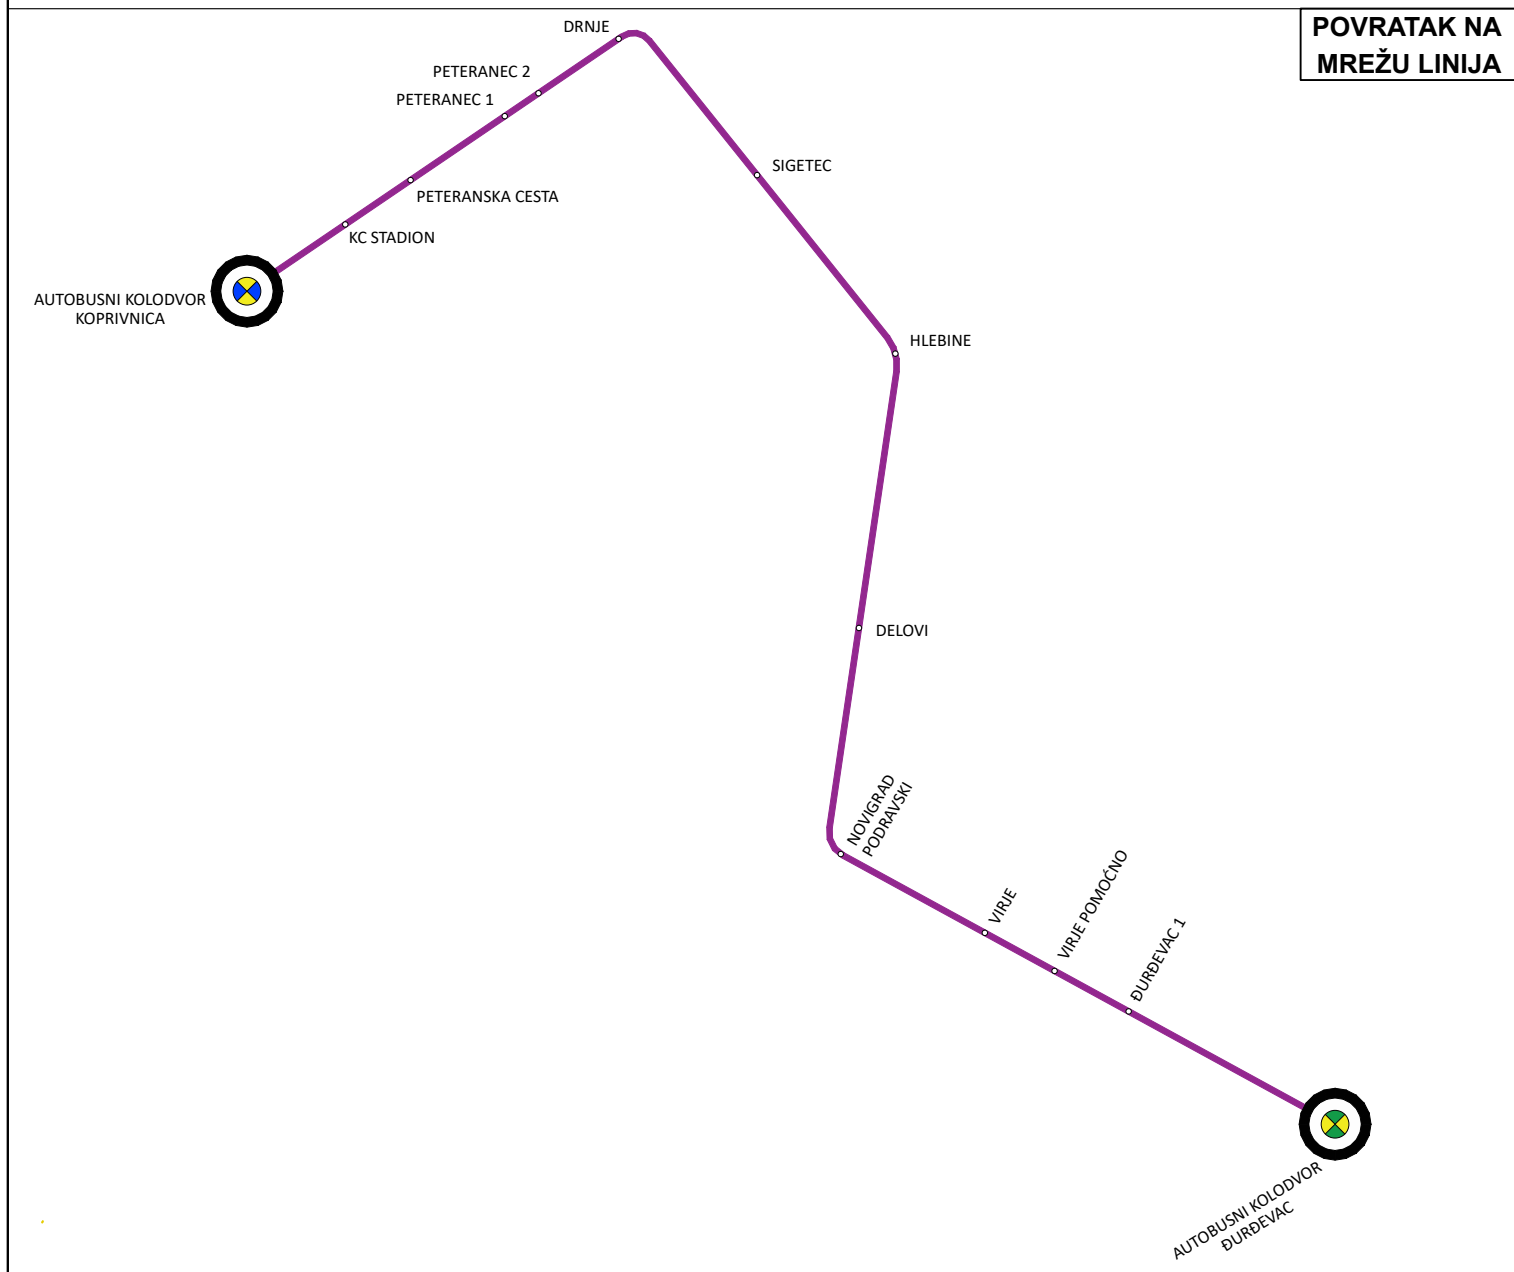 POVRATAK NA
MREŽU LINIJA
DRNJE
PETERANEC 2
PETERANEC 1
SIGETEC
PETERANSKA CESTA
KC STADION
AUTOBUSNI KOLODVOR
KOPRIVNICA
HLEBINE
DELOVI
NOVIGRAD
PODRAVSKI
VIRJE
VIRJE POMOĆNO
ĐURĐEVAC 1
AUTOBUSNI KOLODVOR
ĐURĐEVAC